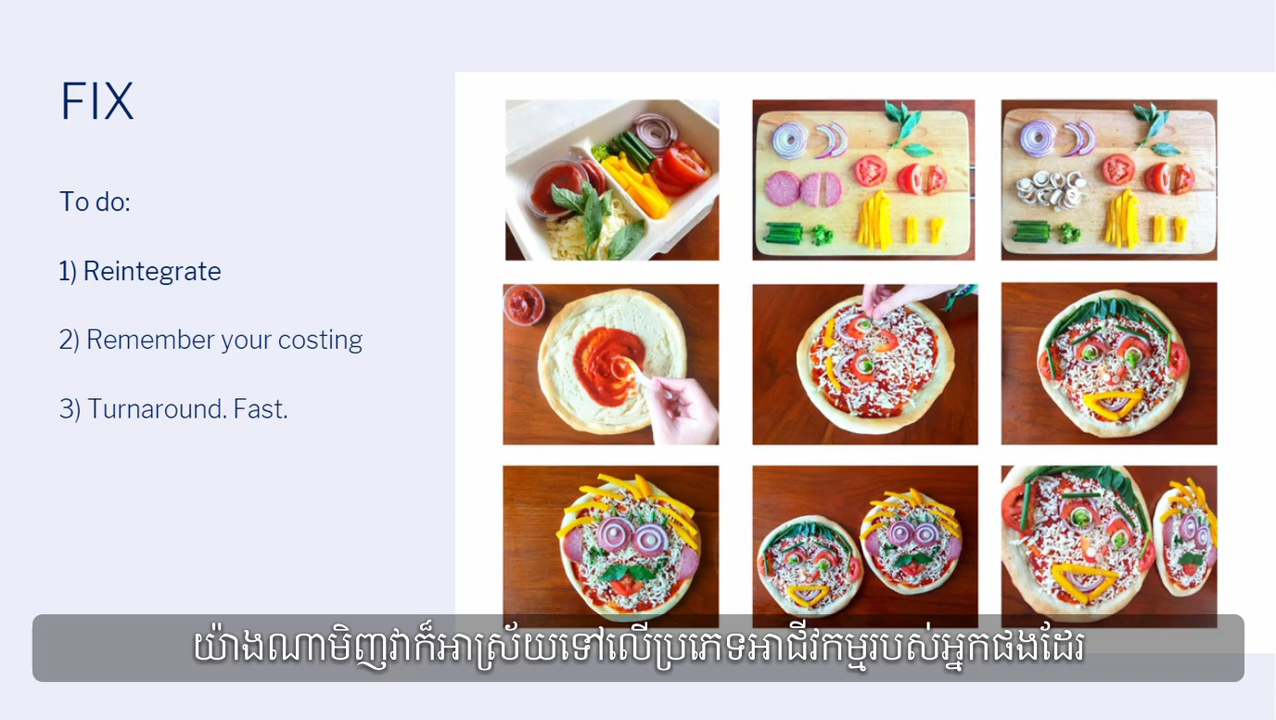 FIX
To do:
1) Reintegrate
2) Remember your costing
3) Turnaround. Fast.
យ៉ាងណាមិញវាក៏អាស្រ័យទៅលើប្រភេទអាជីវកម្មរបស់អ្នកផងដែរ